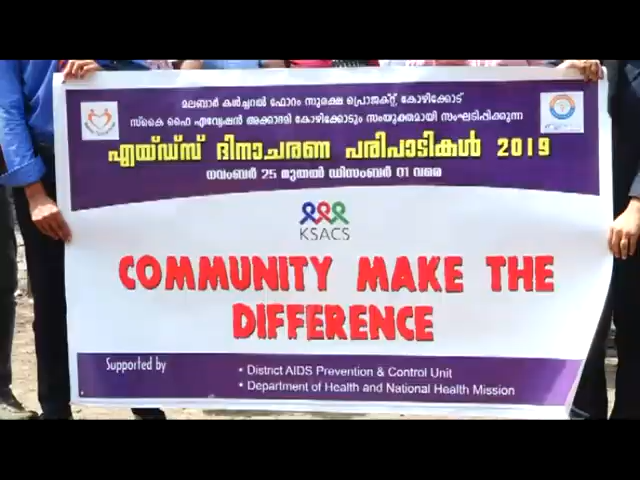 മലബാർ കൾച്ചറൽ ഫോറം സുരക്ഷ പ്രൊജക്റ്റ് കോഴിക്കോട്
സ്കൈ ഹൈ ഏവ്യേഷൻ അക്കാദമി കോഴിക്കോടും സംയുക്തമായി സംഘടിപ്പിക്കുന്ന
എയ്ഡ്സ് ദിനാചരണ പരിപാടികൾ 2019
നവംബർ 25 മുതൽ ഡിസംബർ 01 വരെ
KSACS
COMMUNITY MAKE THE
DIFFERENCE
Supported by
• District AIDS Prevention & Control Unit
• Department of Health and National Health Mission